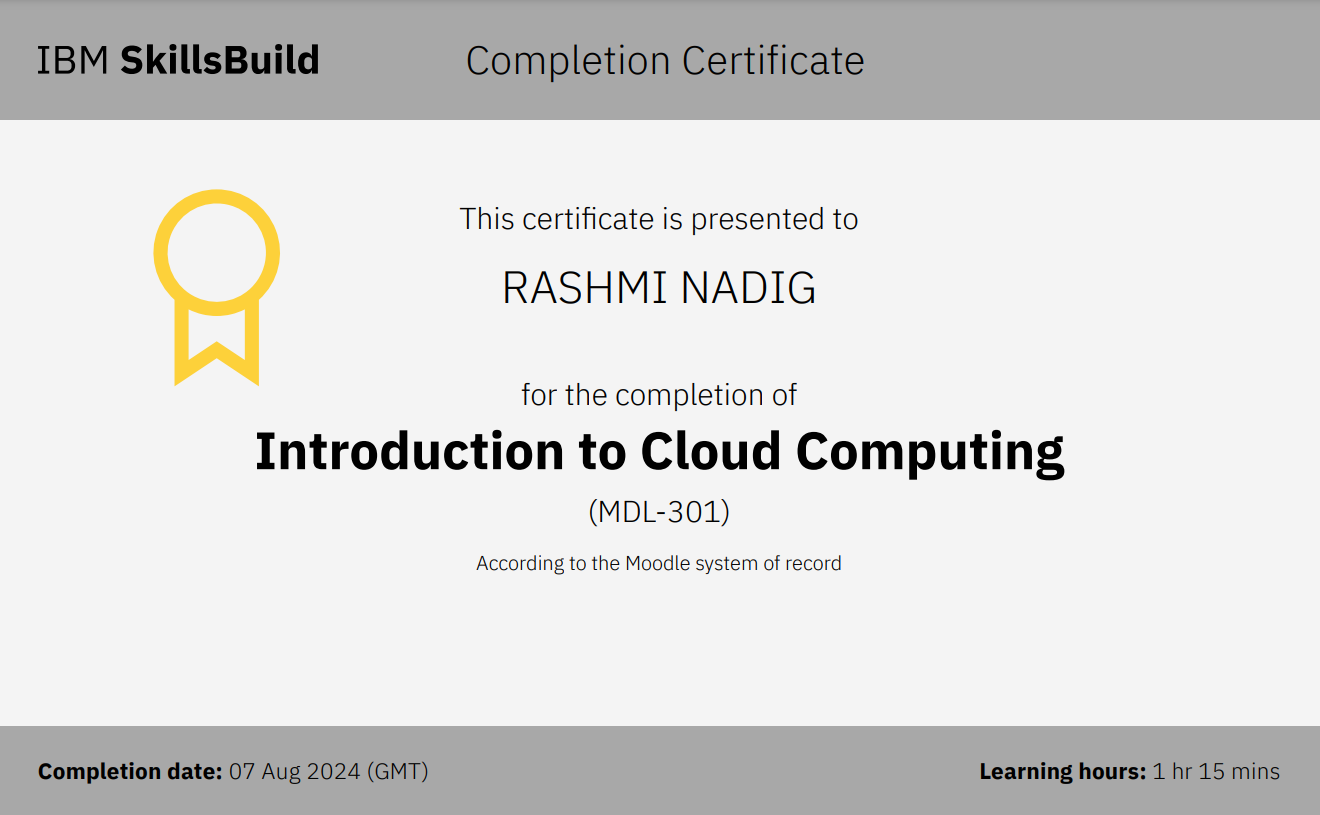 IBM SkillsBuild
Completion Certificate
This certificate is presented to
RASHMI NADIG
for the completion of
Introduction to Cloud Computing
(MDL-301)
According to the Moodle system of record
Completion date: 07 Aug 2024 (GMT)
Learning hours: 1 hr 15 mins